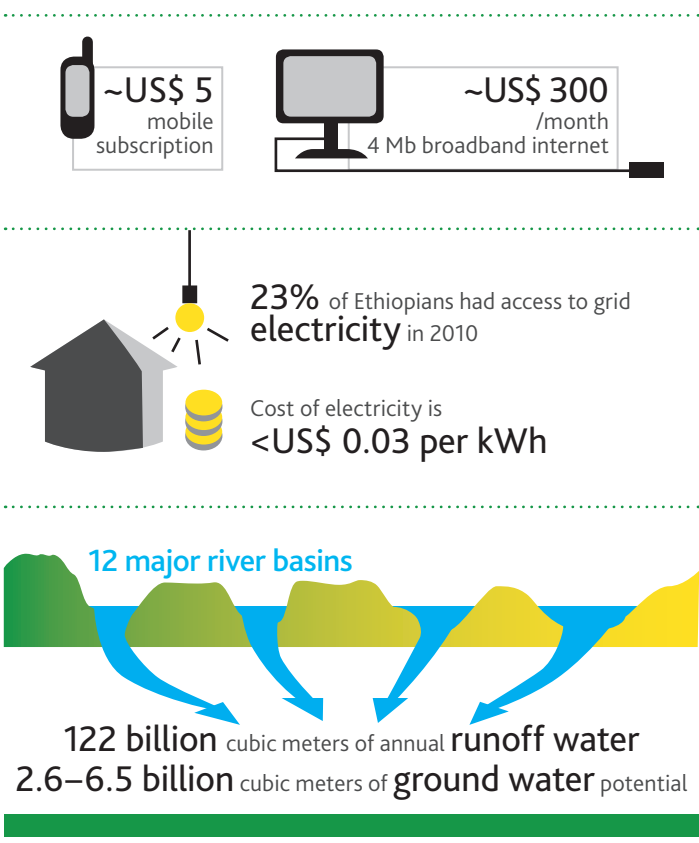 ~US$ 5
mobile
subscription
~US$ 300
/month
4 Mb broadband internet
23% of Ethiopians had access to grid
electricity in 2010
Cost of electricity is
<US$ 0.03 per kWh
12 major river basins
122 billion cubic meters of annual runoff water
2.6–6.5 billion cubic meters of ground water potential